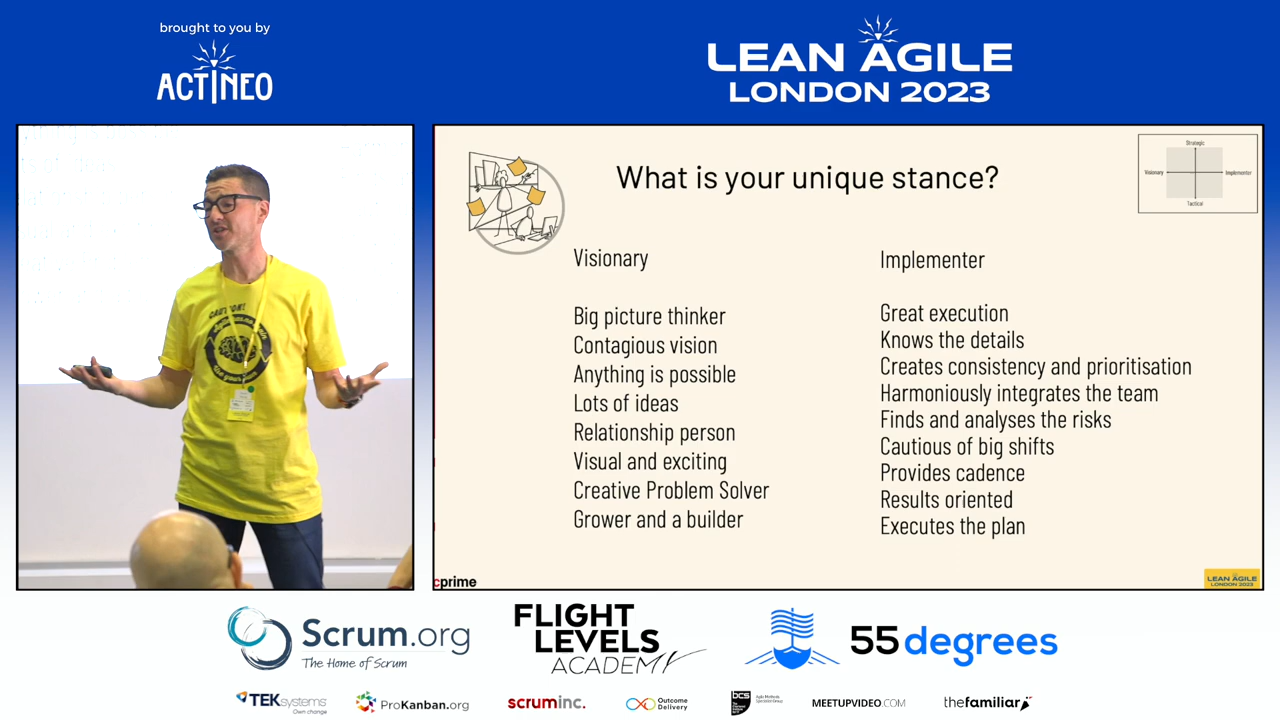 brought to you by
ACTINEO
LEAN AGILE
LONDON 2023
CAUTION!
What is your unique stance?
Strategic
Visionary
Implementer
Tactical
Visionary
Big picture thinker
Contagious vision
Anything is possible
Lots of ideas
Relationship person
Visual and exciting
Creative Problem Solver
Grower and a builder
Implementer
Great execution
Knows the details
Creates consistency and prioritisation
Harmoniously integrates the team
Finds and analyses the risks
Cautious of big shifts
Provides cadence
Results oriented
Executes the plan
cprime
LEAN AGILE
LONDON 2023
Scrum.org
The Home of Scrum
FLIGHT
LEVELS
ACADEMY
55degrees
TEKsystems
Own change
ProKanban.org
scruminc.
Outcome
Delivery
bcs
MEETUPVIDEO.COM
thefamiliar